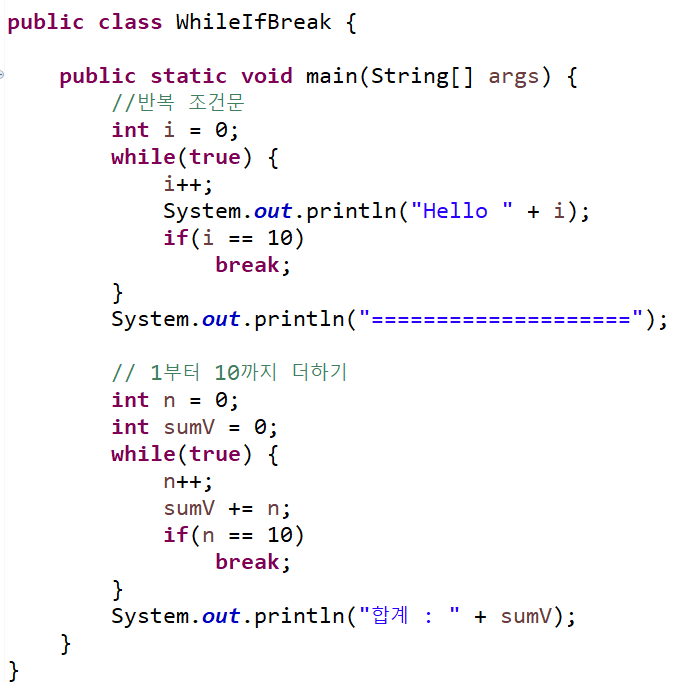 public class WhileIfBreak {
public static void main(String[] args) {
//반복 조건문
int i = 0;
while(true) {
i++;
System.out.println("Hello " + i);
if(i == 10)
break;
}
System.out.println("====================");
// 1부터 10까지 더하기
int n = 0;
int sumV = 0;
while(true) {
n++;
sumV += n;
if(n == 10)
break;
}
System.out.println("합계 : " + sumV);
}
}